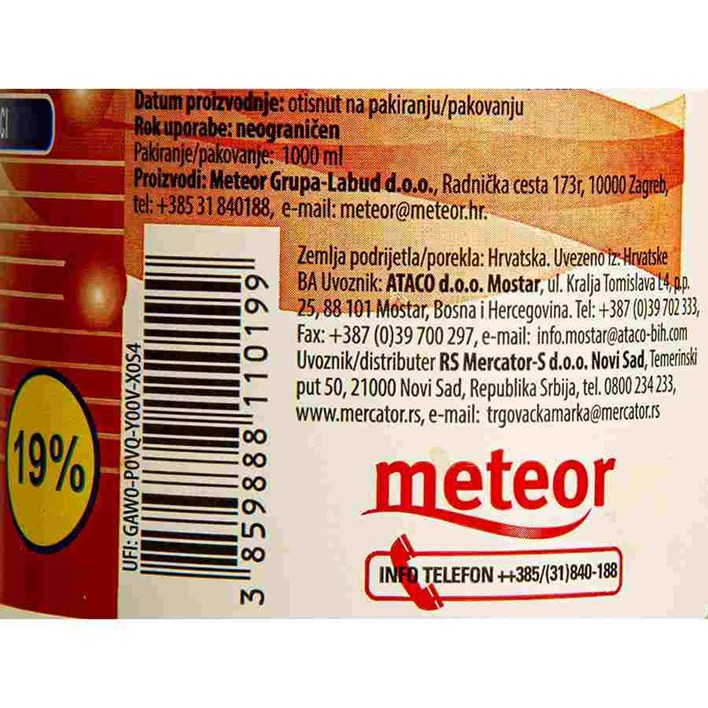 CI
Datum proizvodnje: otisnut na pakiranju/pakovanju
Rok uporabe: neograničen
Pakiranje/pakovanje: 1000 ml
Proizvodi: Meteor Grupa-Labud d.o.o., Radnička cesta 173r, 10000 Zagreb,
tel: +385 31 840188, e-mail: meteor@meteor.hr.
Zemlja podrijetla/porekla: Hrvatska. Uvezeno iz: Hrvatske
BA Uvoznik: ATACO d.o.o. Mostar, ul. Kralja Tomislava L4, p.p.
25, 88 101 Mostar, Bosna i Hercegovina. Tel: +387 (0)39 702 333,
Fax: +387 (0)39 700 297, e-mail: info.mostar@ataco-bih.com
Uvoznik/distributer RS Mercator-S d.o.o. Novi Sad, Temerinski
put 50, 21000 Novi Sad, Republika Srbija, tel. 0800 234 233,
www.mercator.rs, e-mail: trgovackamarka@mercator.rs
19%
UFI: GAW0-P0VQ-Y00V-X0S4
3 859888 110199
meteor
INFO TELEFON ++385/(31)840-188